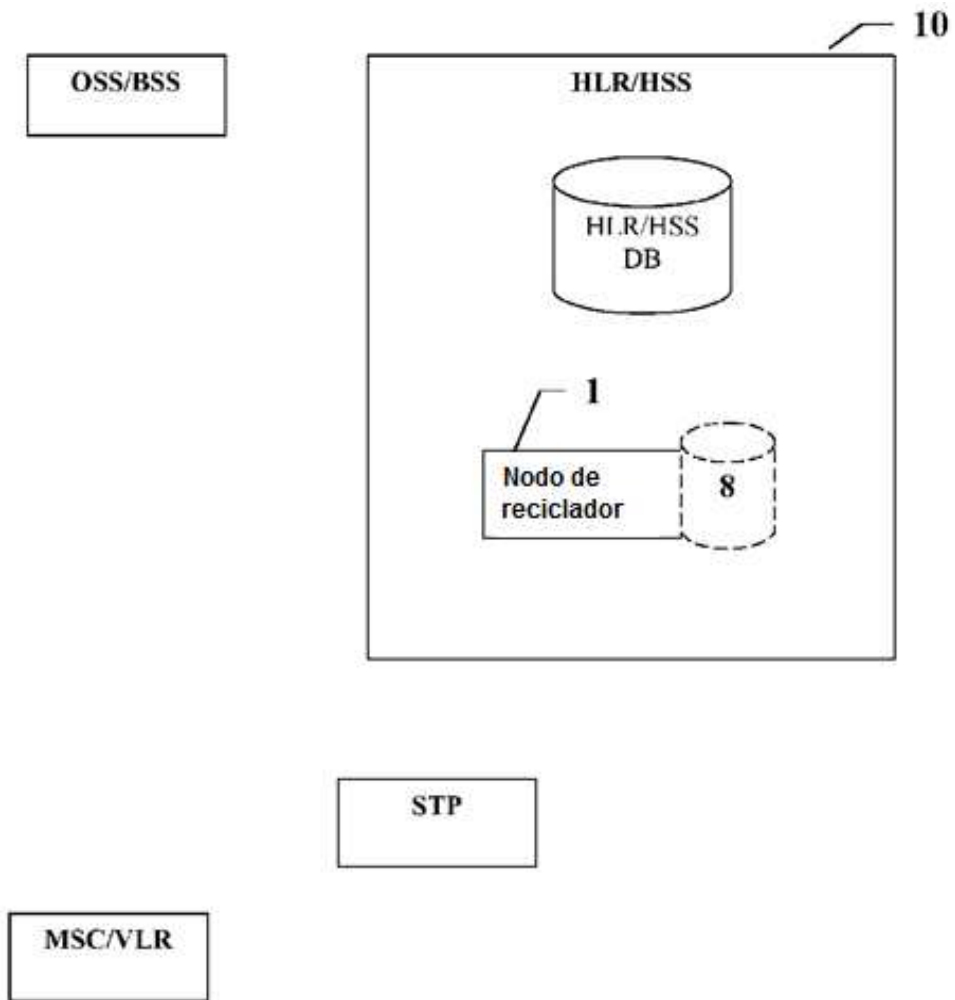 10
OSS/BSS
HLR/HSS
HLR/HSS
DB
1
Nodo de
reciclador
8
STP
MSC/VLR